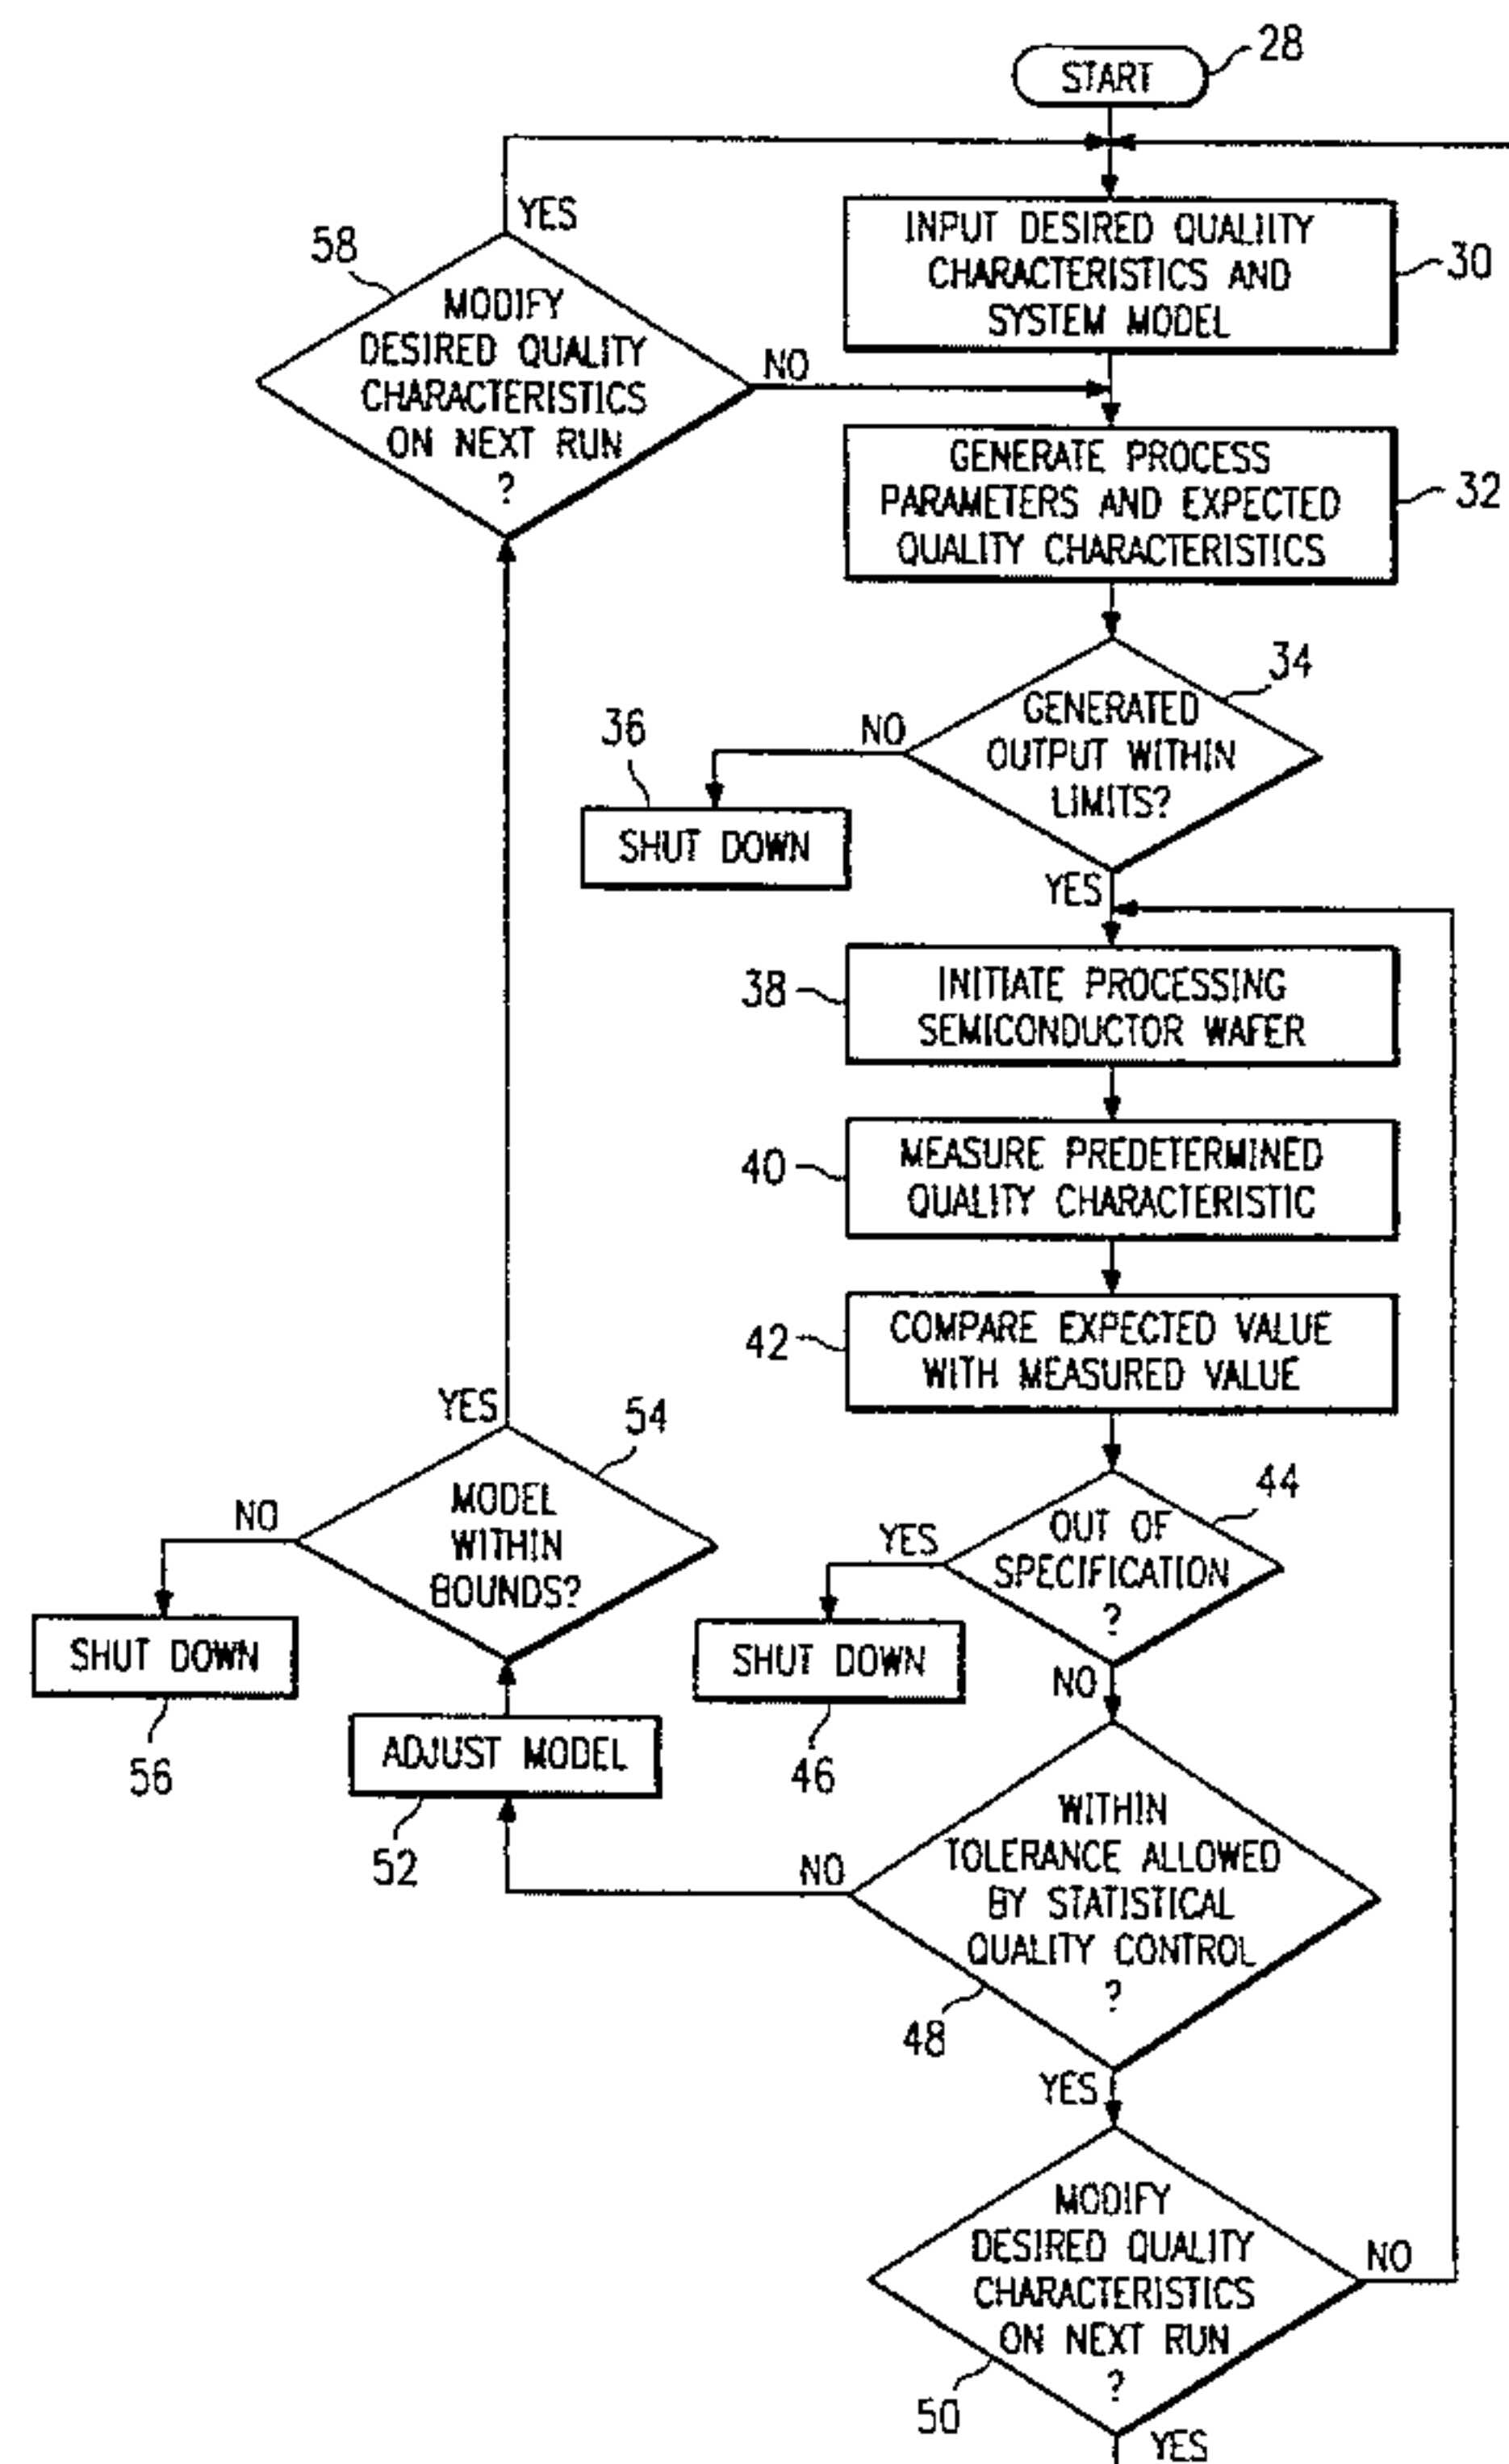 START
28
INPUT DESIRED QUALIITY
CHARACTERISTICS AND
SYSTEM MODEL
30
YES
58
MODIFY
DESIRED QUALITY
CHARACTERISTICS
ON NEXT RUN
?
NO
GENERATE PROCESS
PARAMETERS AND EXPECTED
QUALITY CHARACTERISTICS
32
34
GENERATED
OUTPUT WITHIN
LIMITS?
NO
36
SHUT DOWN
YES
38
INITIATE PROCESSING
SEMICONDUCTOR WAFER
40
MEASURE PREDETERMINED
QUALITY CHARACTERISTIC
42
COMPARE EXPECTED VALUE
WITH MEASURED VALUE
44
OUT OF
SPECIFICATION
?
YES
SHUT DOWN
46
NO
YES
54
MODEL
WITHIN
BOUNDS?
NO
SHUT DOWN
56
ADJUST MODEL
52
NO
WITHIN
TOLERANCE ALLOWED
BY STATISTICAL
QUALITY CONTROL
?
48
YES
MODIFY
DESIRED QUALITY
CHARACTERISTICS
ON NEXT RUN
?
NO
50
YES